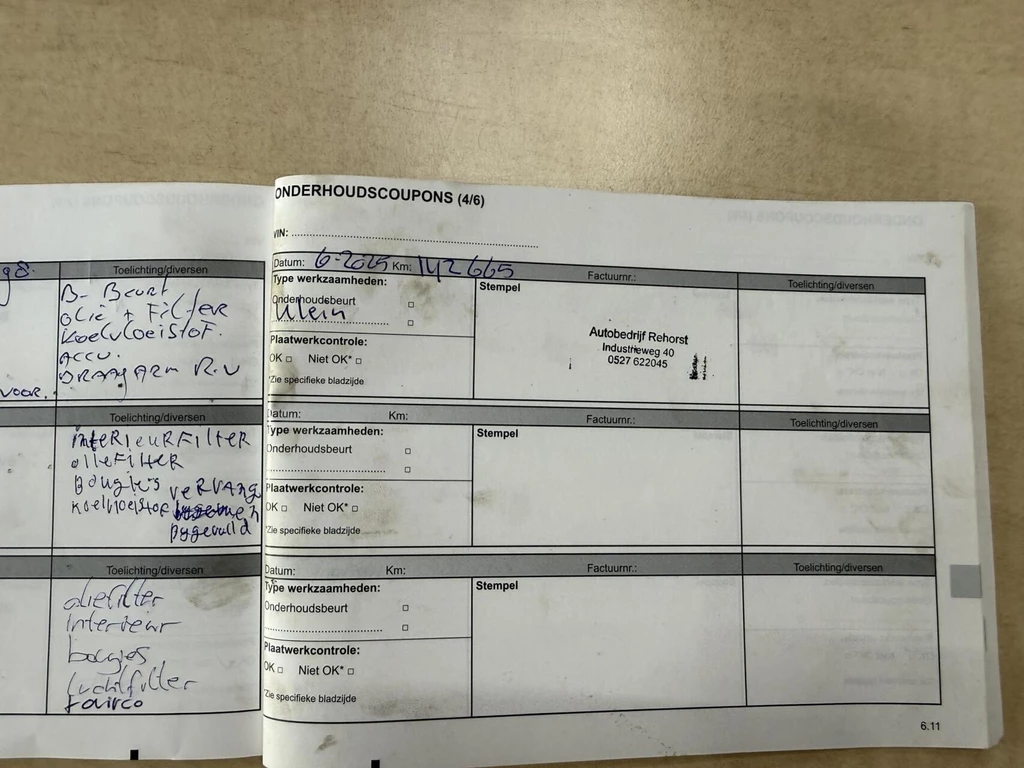 98.
Toelichting/diversen
B- Beurt
olie + Filter
Koelvloeistof.
Accu.
DRAAgARm R.V
VOOR.
Toelichting/diversen
inteRieuRFilteR
olieFilteR
Bougies veRVang
Koelvloeistof
Bygevuld
Toelichting/diversen
oliefilter
Interieur
bougies
luchtfilter
ONDERHOUDSCOUPONS (4/6)
VIN:
Datum: 6-2025 Km: 142665 Factuurnr.: Toelichting/diversen
Type werkzaamheden:
Stempel
Onderhoudsbeurt
Klein
Plaatwerkcontrole:
OK Niet OK*
*Zie specifieke bladzijde
Autobedrijf Rehorst
Industrieweg 40
0527 622045
Datum: Km: Factuurnr.: Toelichting/diversen
Type werkzaamheden:
Stempel
Onderhoudsbeurt
Plaatwerkcontrole:
OK Niet OK*
*Zie specifieke bladzijde
Datum: Km: Factuurnr.: Toelichting/diversen
Type werkzaamheden:
Stempel
Onderhoudsbeurt
Plaatwerkcontrole:
OK Niet OK*
*Zie specifieke bladzijde
6.11